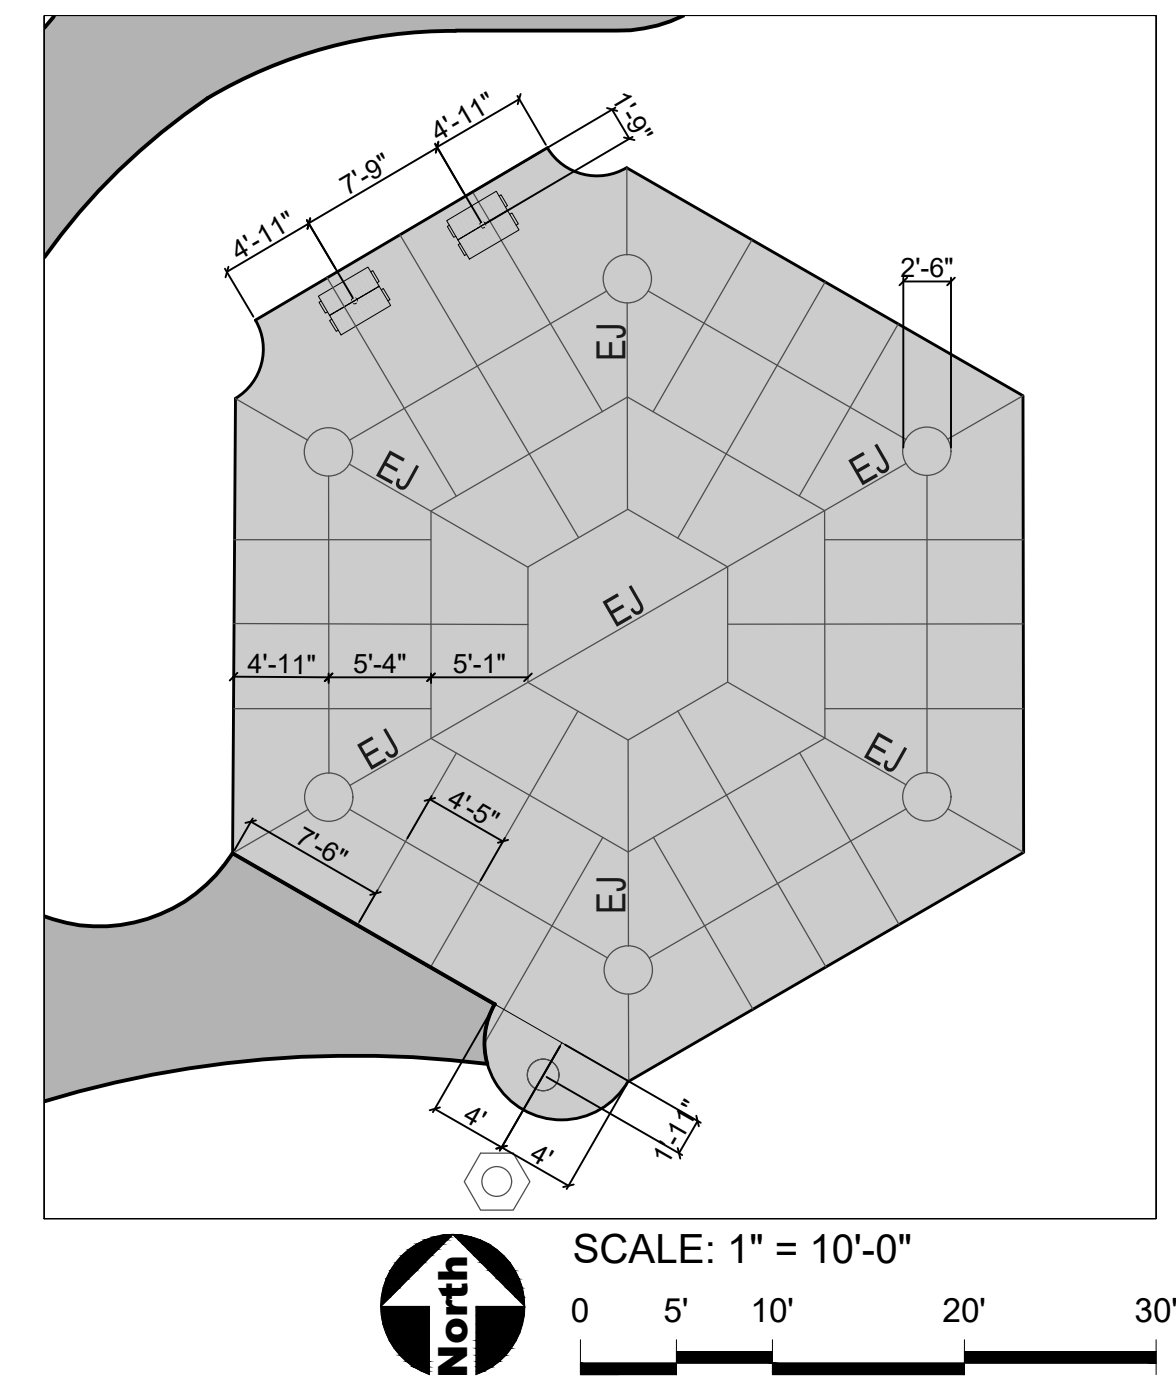 4'-11"
1'-9"
7'-9"
4'-11"
2'-6"
EJ
EJ
EJ
EJ
4'-11"
5'-4"
5'-1"
EJ
EJ
4'-5"
7'-6"
EJ
4'
4'
1'-11"
North
SCALE: 1" = 10'-0"
0 5' 10' 20' 30'